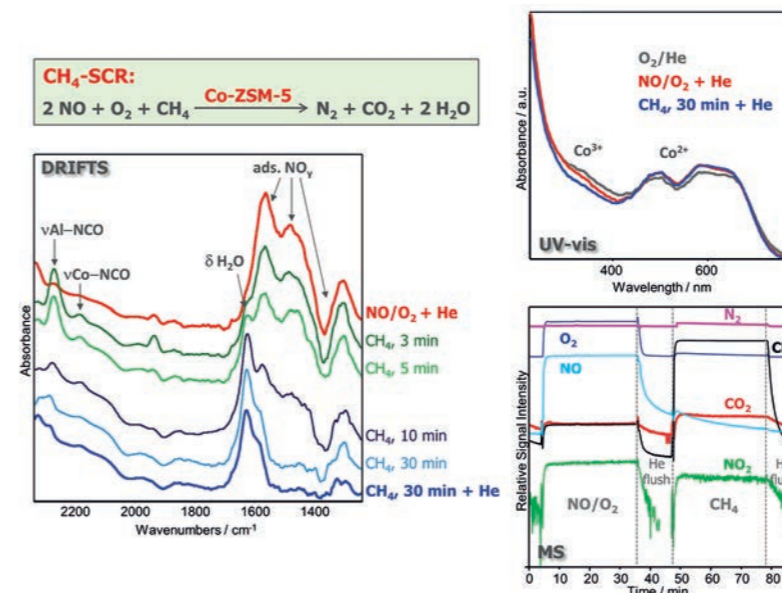 CH₄-SCR:
2 NO + O₂ + CH₄ Co-ZSM-5 N₂ + CO₂ + 2 H₂O
DRIFTS
ads. NOY
νAl–NCO
νCo–NCO
δ H₂O
NO/O₂ + He
CH₄, 3 min
CH₄, 5 min
CH₄, 10 min
CH₄, 30 min
CH₄, 30 min + He
Absorbance
2200 2000 1800 1600 1400
Wavenumbers / cm⁻¹
O₂/He
NO/O₂ + He
CH₄, 30 min + He
Co³⁺
Co²⁺
UV-vis
Absorbance / a.u.
400 600
Wavelength / nm
N₂
O₂
C
NO
CO₂
NO₂
He
flush
H
flu
NO/O₂
CH₄
MS
Relative Signal Intensity
0 10 20 30 40 50 60 70 80
Time / min